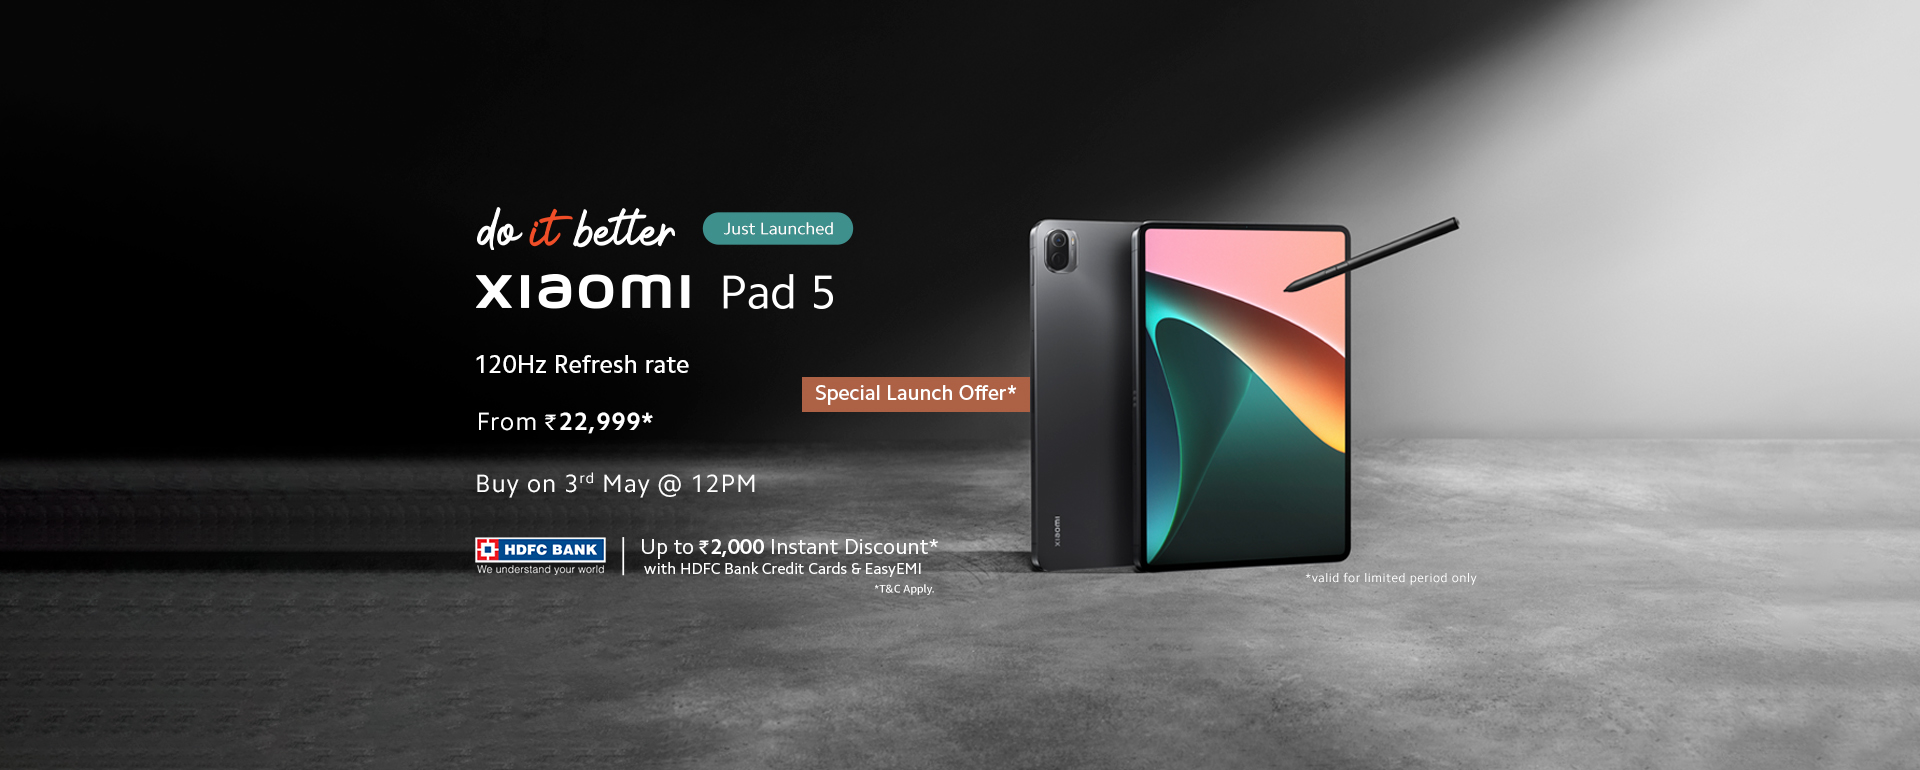 do it better
Just Launched
xiaomi Pad 5
120Hz Refresh rate
Special Launch Offer*
From ₹22,999*
Buy on 3rd May @ 12PM
HDFC BANK
We understand your world
Up to ₹2,000 Instant Discount*
with HDFC Bank Credit Cards & EasyEMI
*T&C Apply.
xiaomi
*valid for limited period only